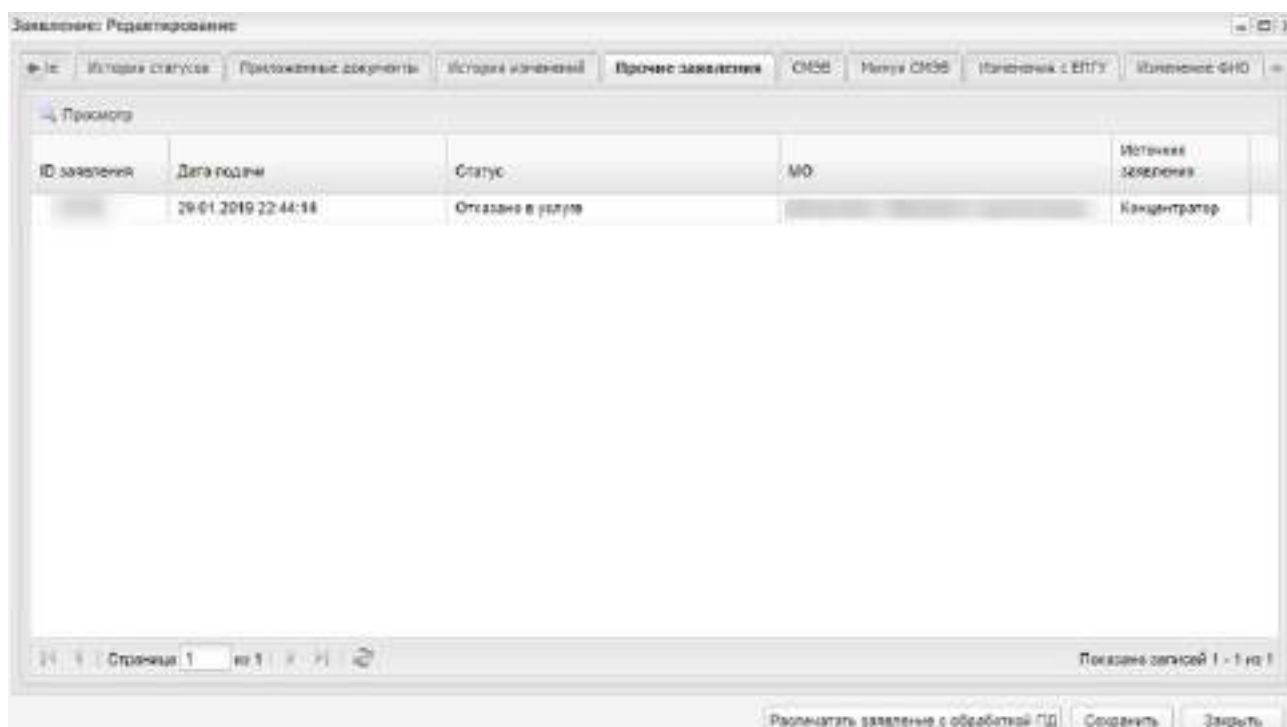 Заявление: Редактирование
История статусов Приложенные документы История изменений Прочие заявления СМЭВ Минуя СМЭВ Изменения с ЕПГУ Изменение ФИО
Просмотр
ID заявления Дата подачи Статус МО Источник заявления
29.01.2019 22:44:14 Отказано в услуге Концентратор
Страница 1 из 1 Показано записей 1 - 1 из 1
Распечатать заявление с обработкой ПД Сохранить Закрыть